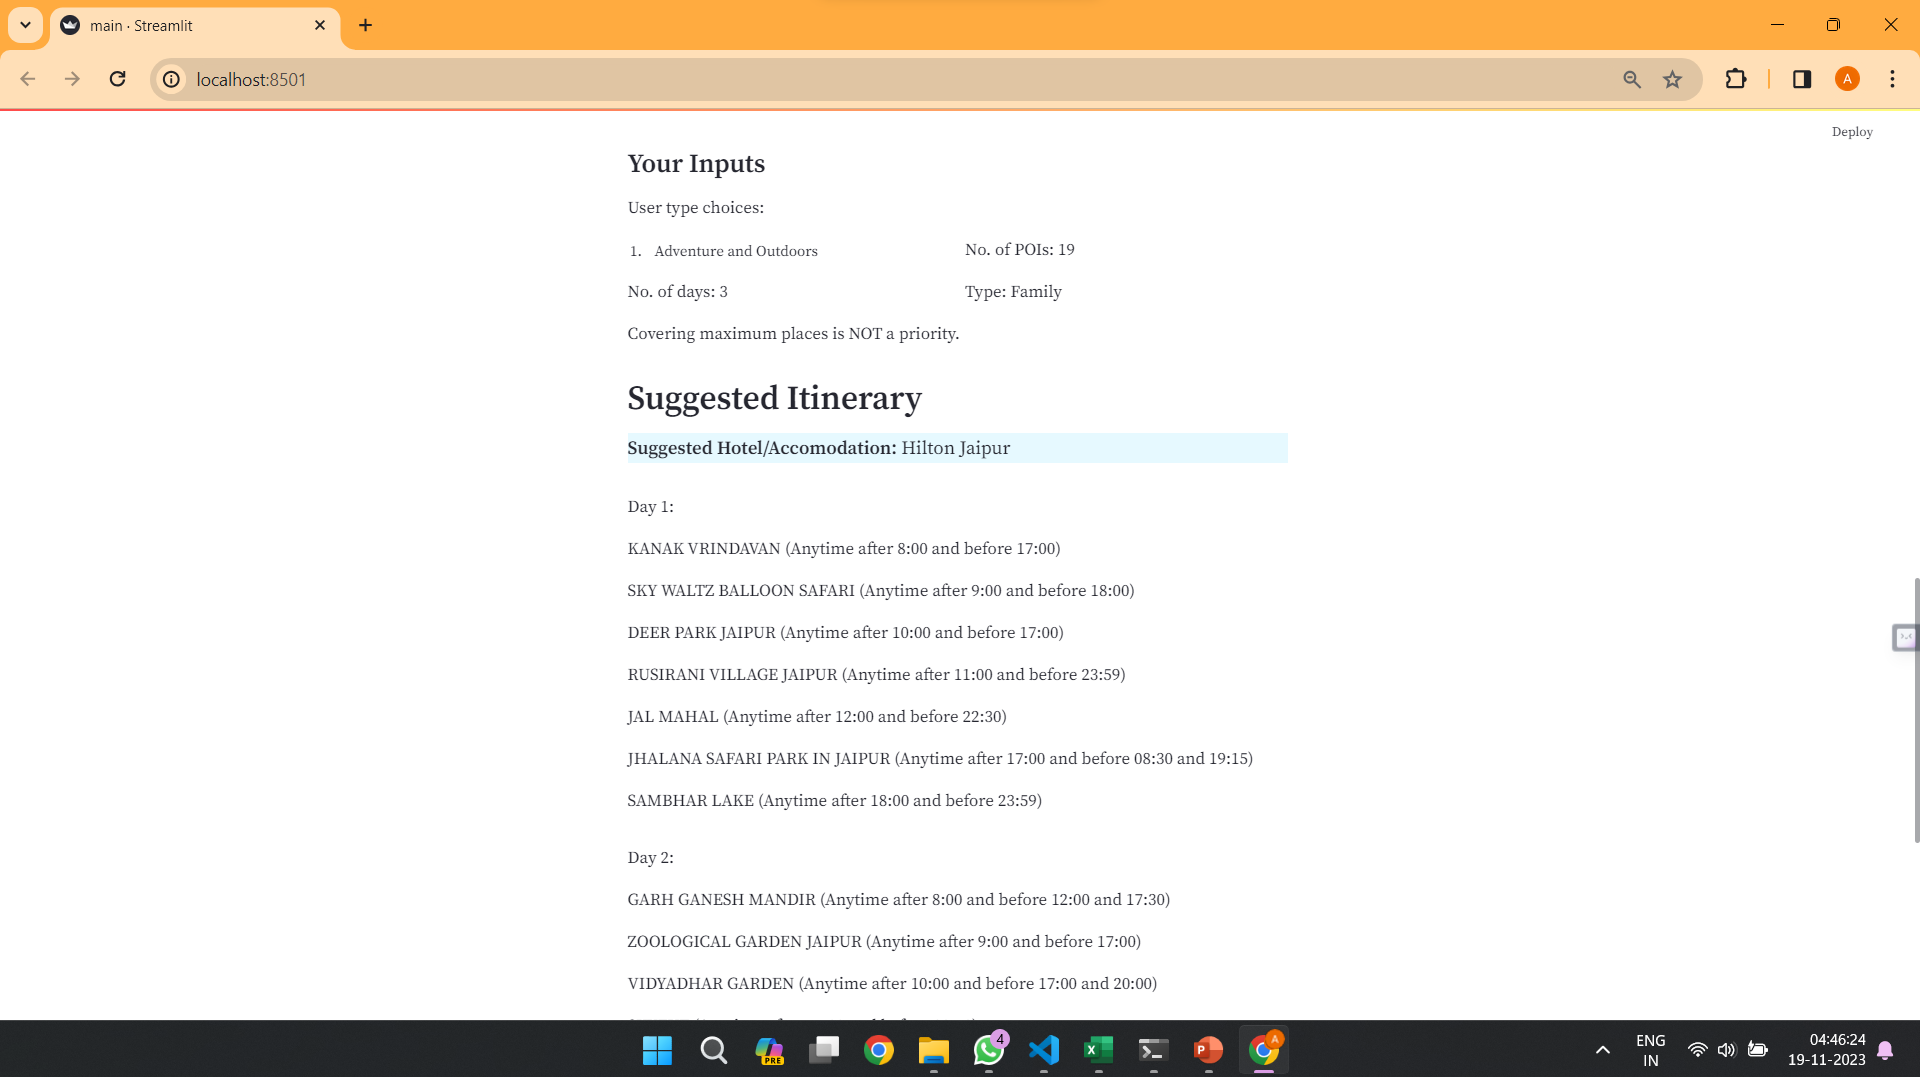 main · Streamlit
localhost:8501
A
Deploy
Your Inputs
User type choices:
1. Adventure and Outdoors
No. of POIs: 19
No. of days: 3
Type: Family
Covering maximum places is NOT a priority.
Suggested Itinerary
Suggested Hotel/Accomodation: Hilton Jaipur
Day 1:
KANAK VRINDAVAN (Anytime after 8:00 and before 17:00)
SKY WALTZ BALLOON SAFARI (Anytime after 9:00 and before 18:00)
DEER PARK JAIPUR (Anytime after 10:00 and before 17:00)
RUSIRANI VILLAGE JAIPUR (Anytime after 11:00 and before 23:59)
JAL MAHAL (Anytime after 12:00 and before 22:30)
JHALANA SAFARI PARK IN JAIPUR (Anytime after 17:00 and before 08:30 and 19:15)
SAMBHAR LAKE (Anytime after 18:00 and before 23:59)
Day 2:
GARH GANESH MANDIR (Anytime after 8:00 and before 12:00 and 17:30)
ZOOLOGICAL GARDEN JAIPUR (Anytime after 9:00 and before 17:00)
VIDYADHAR GARDEN (Anytime after 10:00 and before 17:00 and 20:00)
PRE
4
X
P
A
ENG
IN
04:46:24
19-11-2023